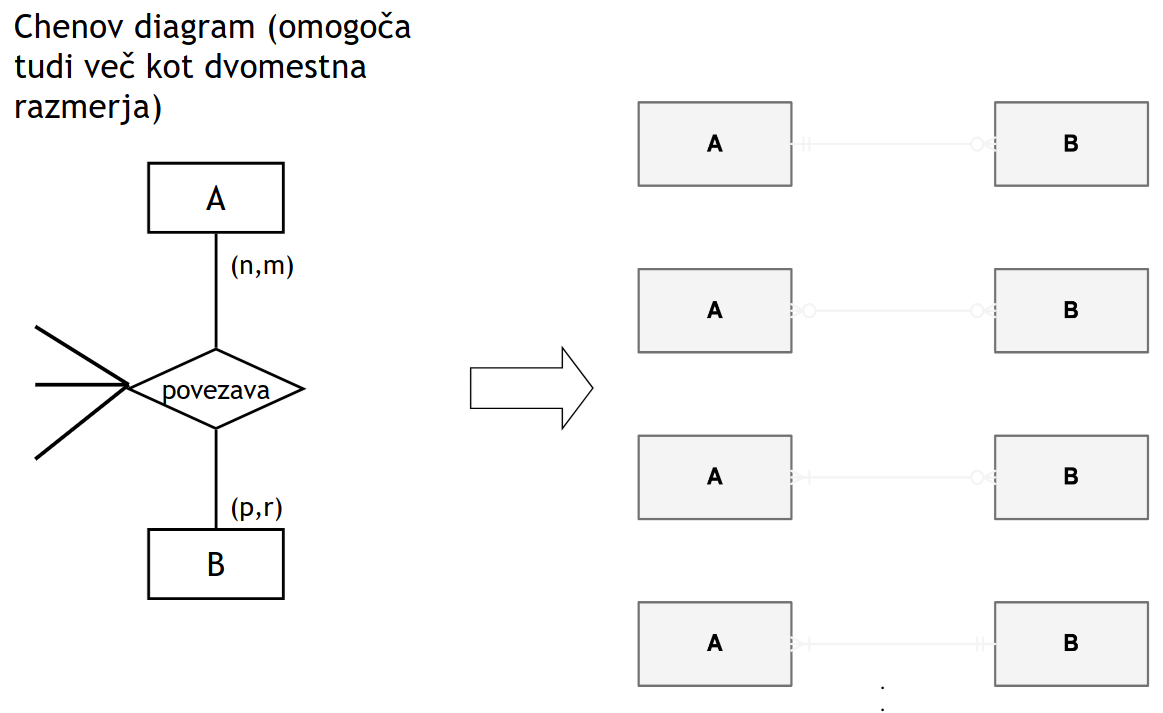 Chenov diagram (omogoča
tudi več kot dvomestna
razmerja)
A
(n,m)
povezava
(p,r)
B
A B
A B
A B
A B